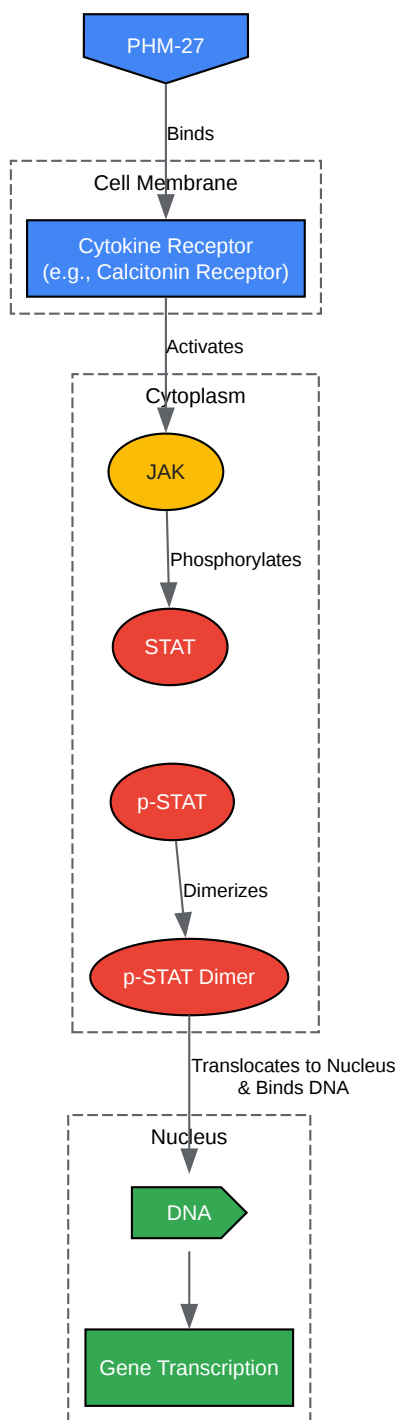 PHM-27
Binds
Cell Membrane
Cytokine Receptor
(e.g., Calcitonin Receptor)
Activates
Cytoplasm
JAK
Phosphorylates
STAT
p-STAT
Dimerizes
p-STAT Dimer
Translocates to Nucleus
& Binds DNA
Nucleus
DNA
Gene Transcription